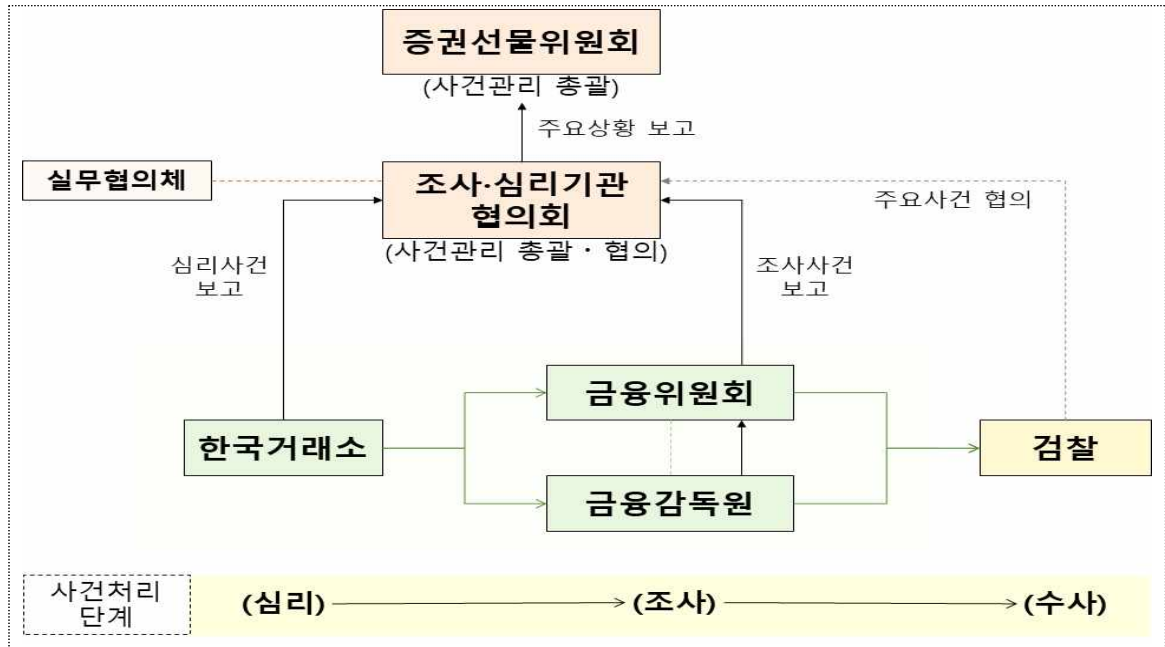 증권선물위원회
(사건관리 총괄)
주요상황 보고
실무협의체
조사·심리기관
협의회
(사건관리 총괄·협의)
주요사건 협의
심리사건
보고
조사사건
보고
금융위원회
한국거래소
검찰
금융감독원
사건처리
단계
(심리)
(조사)
(수사)